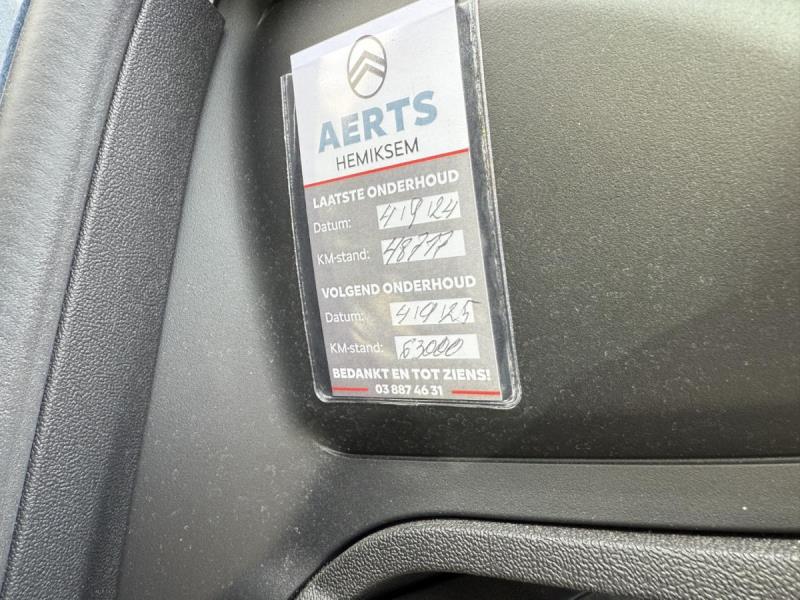 AERTS
HEMIKSEM
LAATSTE ONDERHOUD
Datum: 4/9/24
KM-stand: 48717
VOLGEND ONDERHOUD
Datum: 4/9/25
KM-stand: 63000
BEDANKT EN TOT ZIENS!
03 887 46 31